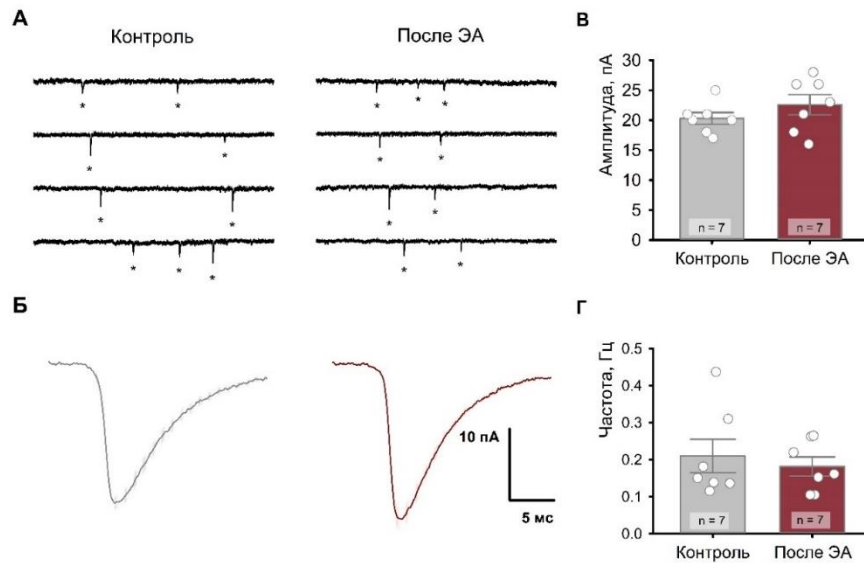 А
Контроль
После ЭА
* *
* * *
* *
* *
* *
* *
* * *
* *
Б
10 пА
5 мс
В
Амплитуда, пА
30
25
20
15
10
5
0
n = 7
n = 7
Контроль
После ЭА
Г
Частота, Гц
0.5
0.4
0.3
0.2
0.1
0.0
n = 7
n = 7
Контроль
После ЭА